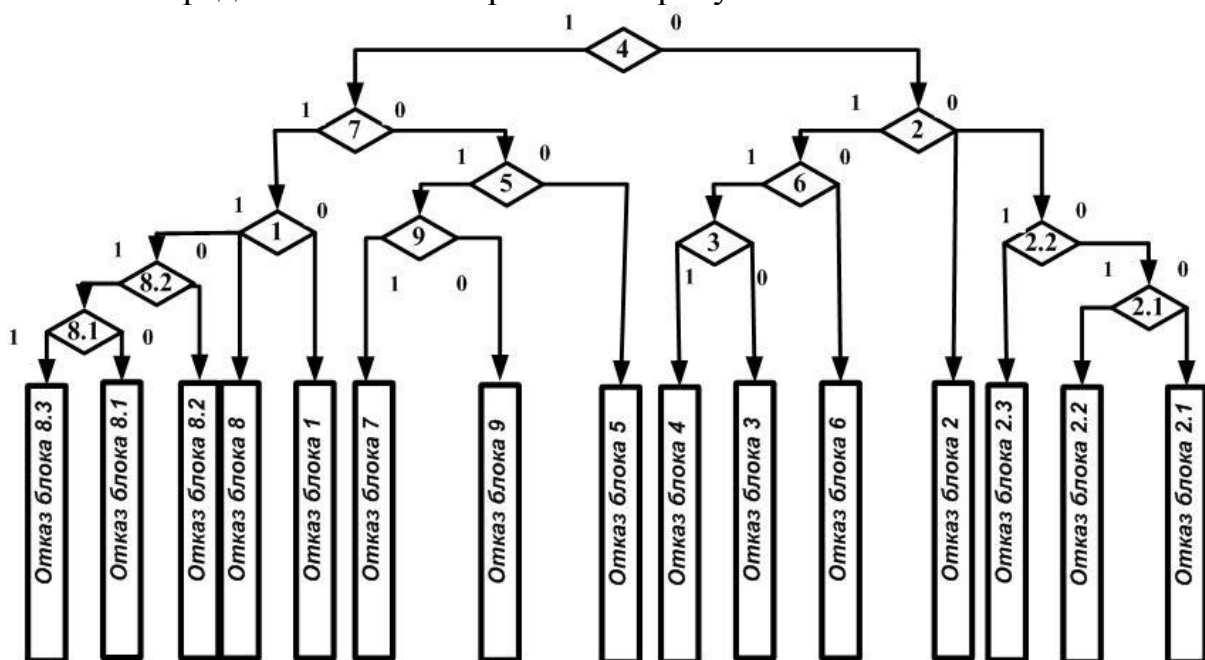 1 0
4
1 0 1 0
7 2
1 0 1 0
5 6
1 0 1 0
1 9 3 2.2
1 0 1 0
8.2 1 0 1 0 2.1
1 8.1 0
Отказ блока 8.3
Отказ блока 8.1
Отказ блока 8.2
Отказ блока 8
Отказ блока 1
Отказ блока 7
Отказ блока 9
Отказ блока 5
Отказ блока 4
Отказ блока 3
Отказ блока 6
Отказ блока 2
Отказ блока 2.3
Отказ блока 2.2
Отказ блока 2.1